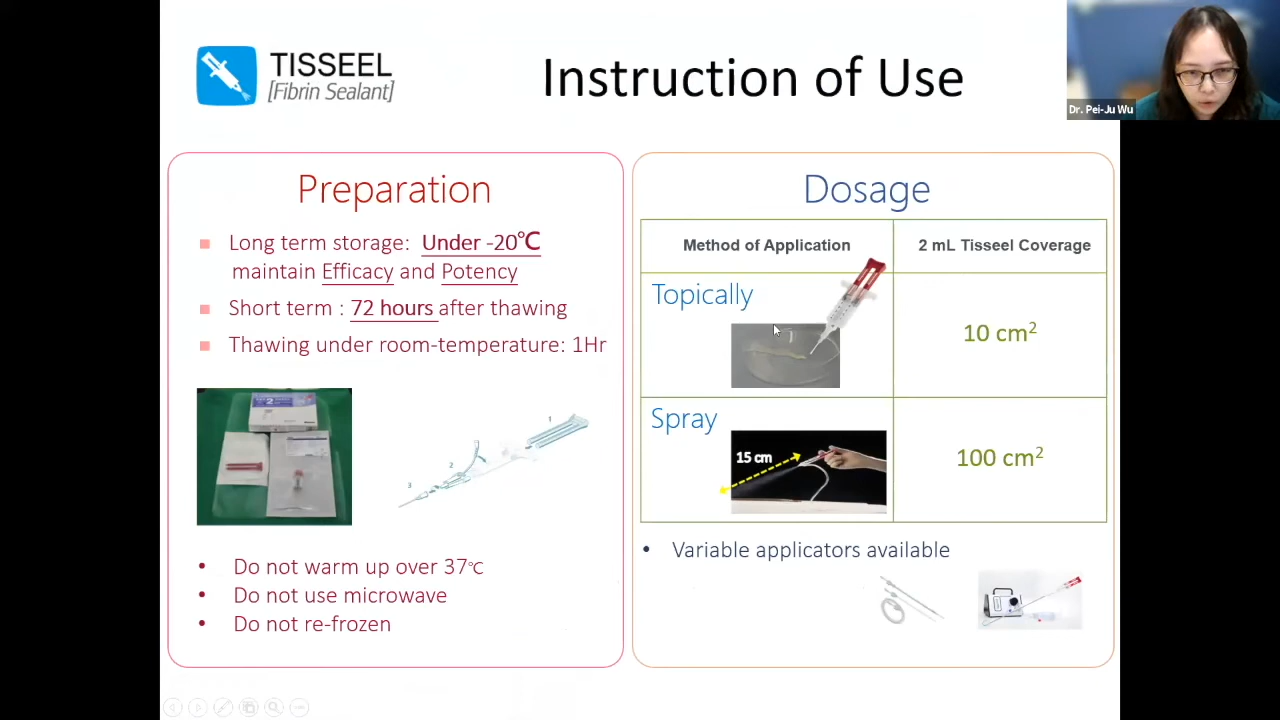 TISSEEL
[Fibrin Sealant]
Instruction of Use
Dr. Pei-Ju Wu
Preparation
Long term storage: Under -20℃
maintain Efficacy and Potency
Short term : 72 hours after thawing
Thawing under room-temperature: 1Hr
1
2
3
Do not warm up over 37℃
Do not use microwave
Do not re-frozen
Dosage
Method of Application
2 mL Tisseel Coverage
Topically
10 cm²
Spray
15 cm
100 cm²
Variable applicators available